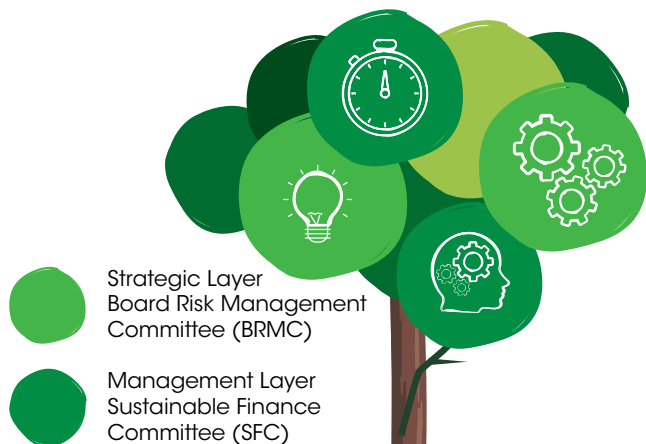 Strategic Layer
Board Risk Management
Committee (BRMC)
Management Layer
Sustainable Finance
Committee (SFC)